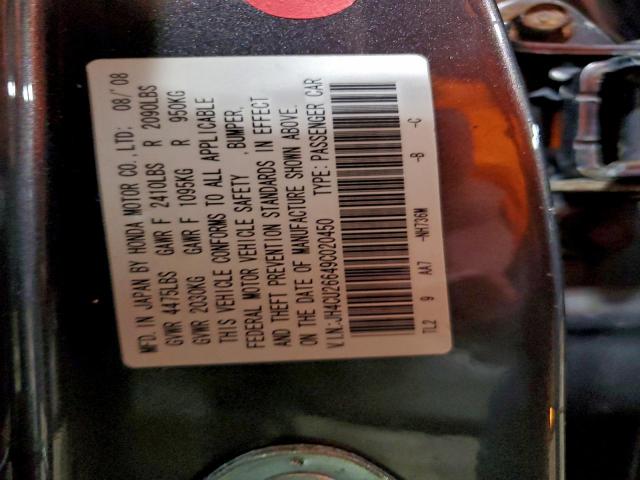 MFD. IN JAPAN BY HONDA MOTOR CO., LTD. 08/'08
GVWR 4475LBS GAWR F 2410LBS R 2090LBS
GVWR 2030KG GAWR F 1095KG R 950KG
THIS VEHICLE CONFORMS TO ALL APPLICABLE
FEDERAL MOTOR VEHICLE SAFETY , BUMPER,
AND THEFT PREVENTION STANDARDS IN EFFECT
ON THE DATE OF MANUFACTURE SHOWN ABOVE.
V.I.N.:JH4CU26649C020450 TYPE: PASSENGER CAR
TL2 9 AA7 -NH736M -B -C